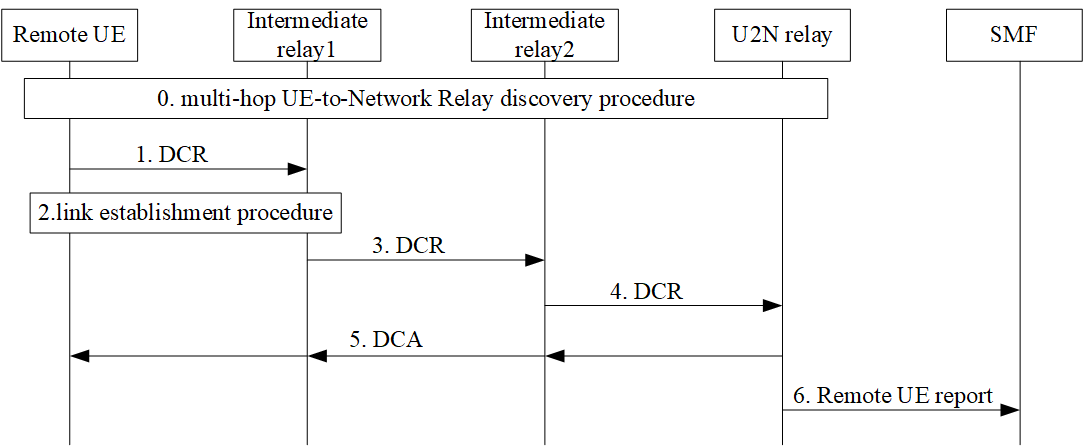 Remote UE
Intermediate
relay1
Intermediate
relay2
U2N relay
SMF
0. multi-hop UE-to-Network Relay discovery procedure
1. DCR
2.link establishment procedure
3. DCR
4. DCR
5. DCA
6. Remote UE report